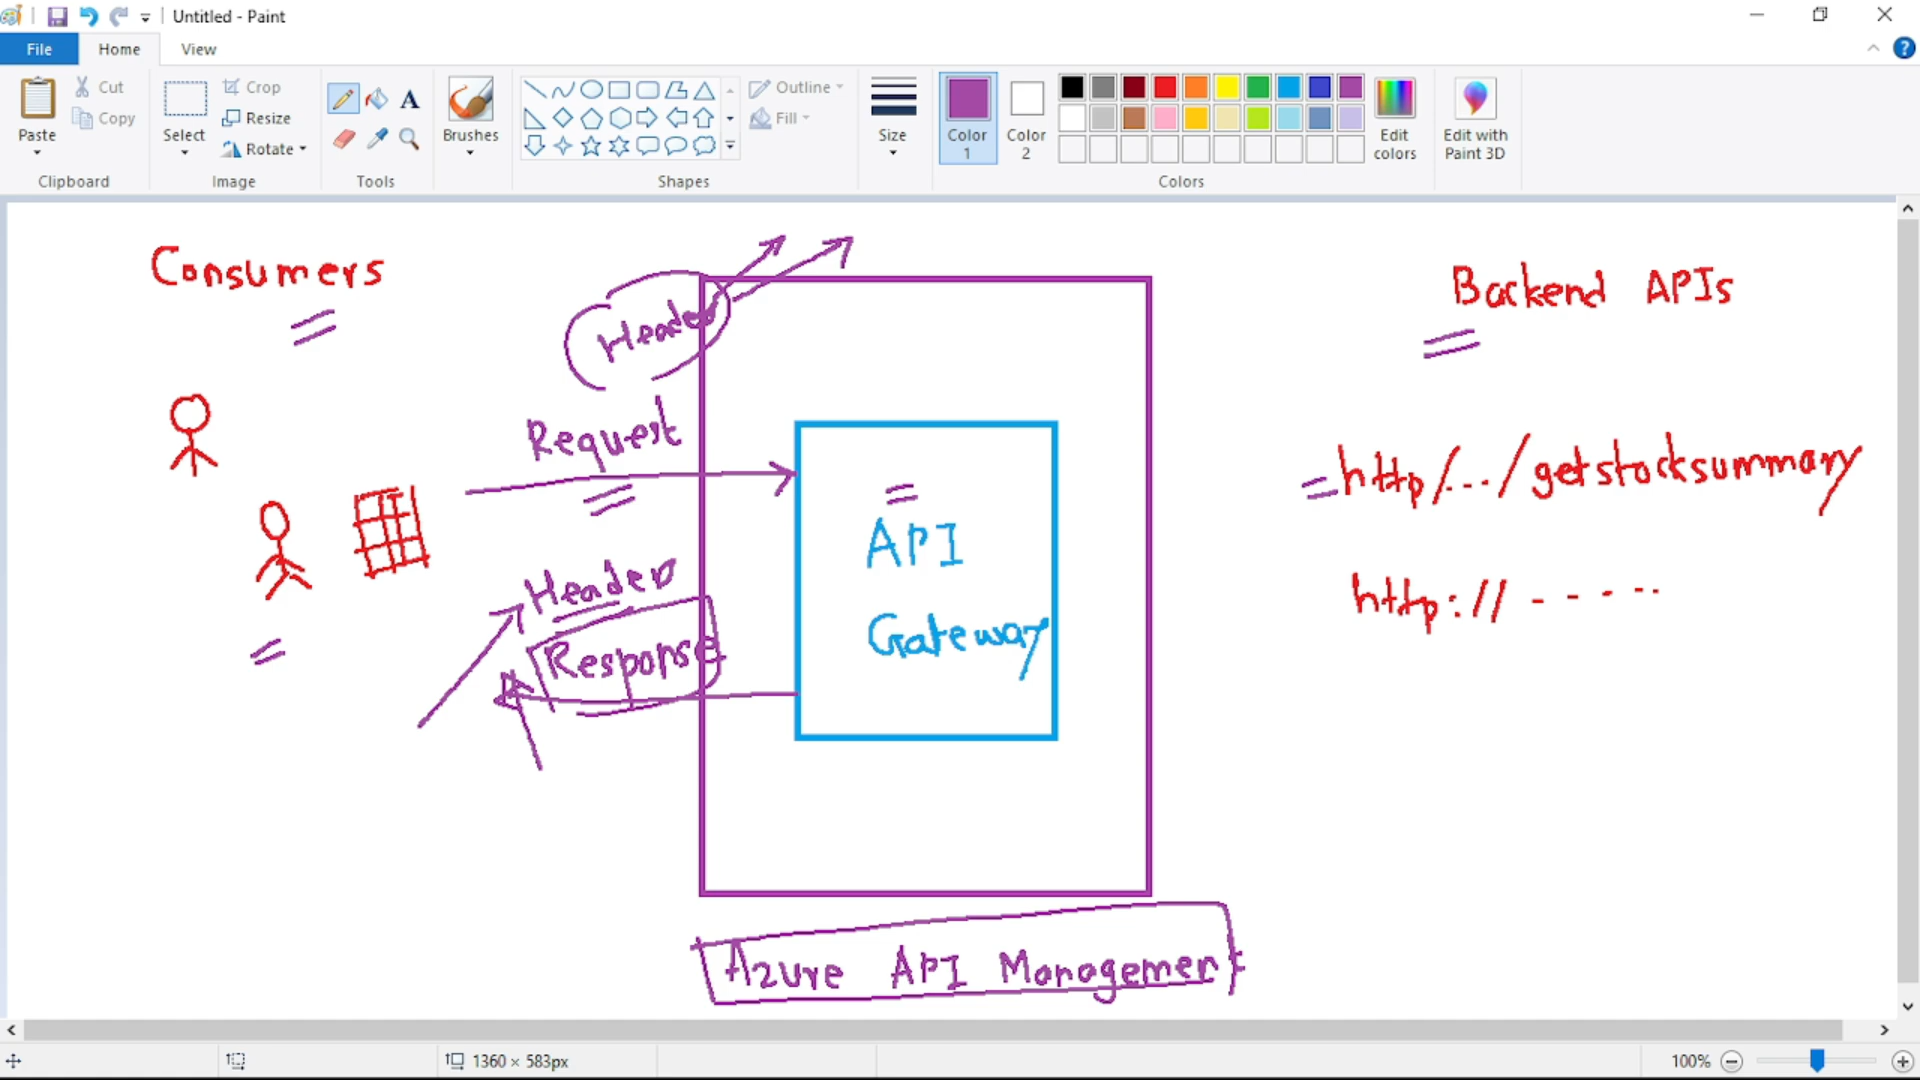 Untitled - Paint
File
Home
View
Paste
Cut
Copy
Clipboard
Select
Crop
Resize
Rotate
Image
A
Tools
Brushes
Outline
Fill
Shapes
Size
Color 1
Color 2
Edit colors
Colors
Edit with Paint 3D
Consumers
Header
Backend APIs
Request
http/.../getstocksummary
API
Gateway
Header
Response
http://-----
Azure API Management
1360 × 583px
100%